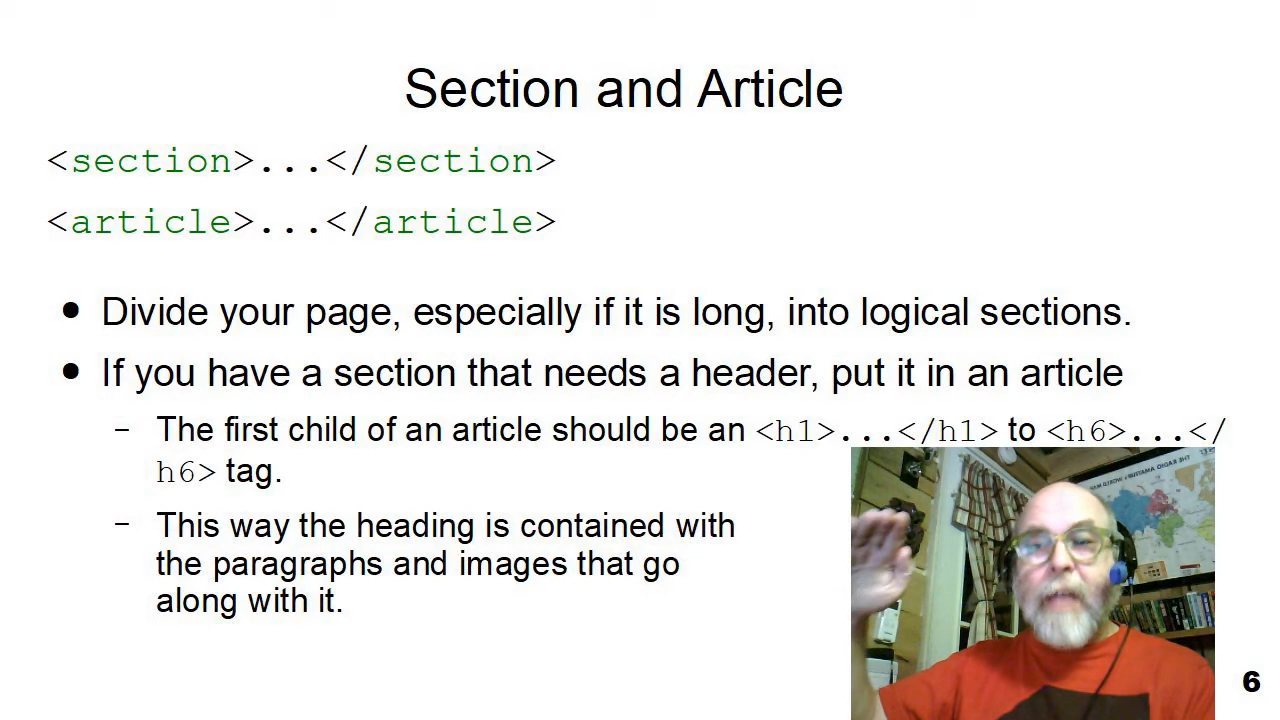 Section and Article
<section>...</section>
<article>...</article>
● Divide your page, especially if it is long, into logical sections.
● If you have a section that needs a header, put it in an article
– The first child of an article should be an <h1>...</h1> to <h6>...</
h6> tag.
– This way the heading is contained with
the paragraphs and images that go
along with it.
6